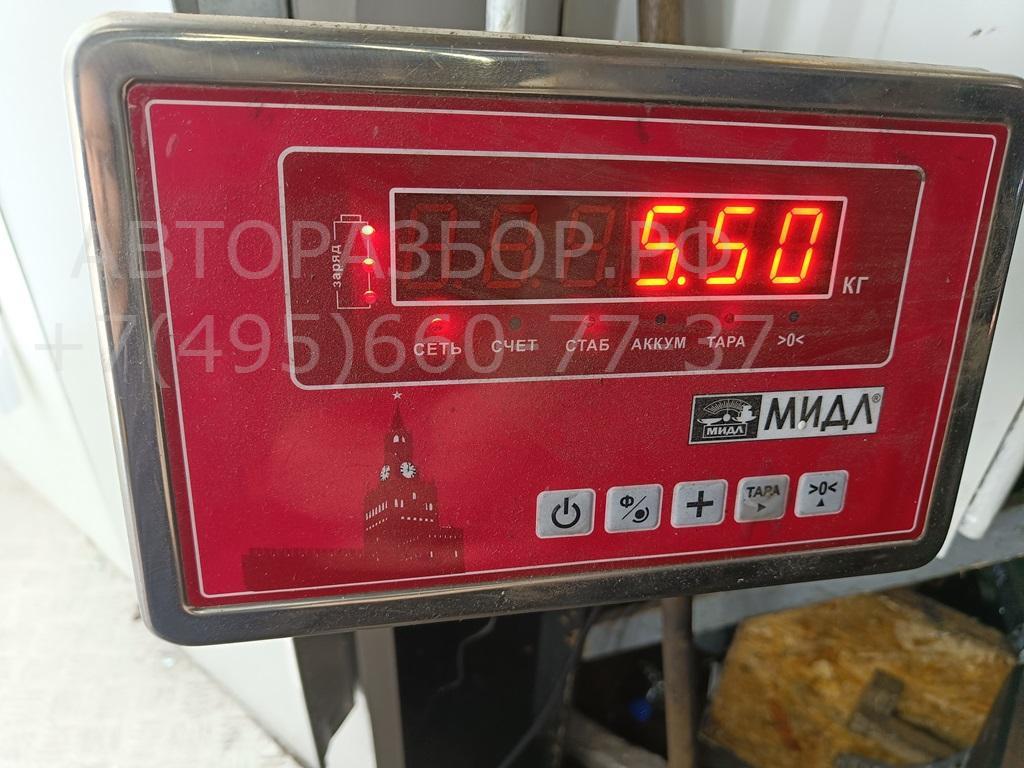 5.50 КГ
заряд
СЕТЬ СЧЕТ СТАБ АККУМ ТАРА >0<
МИДЛ МИДЛ®
Ф ТАРА >0<
АВТОРАЗБОР.РФ
+7(495)660-77-37